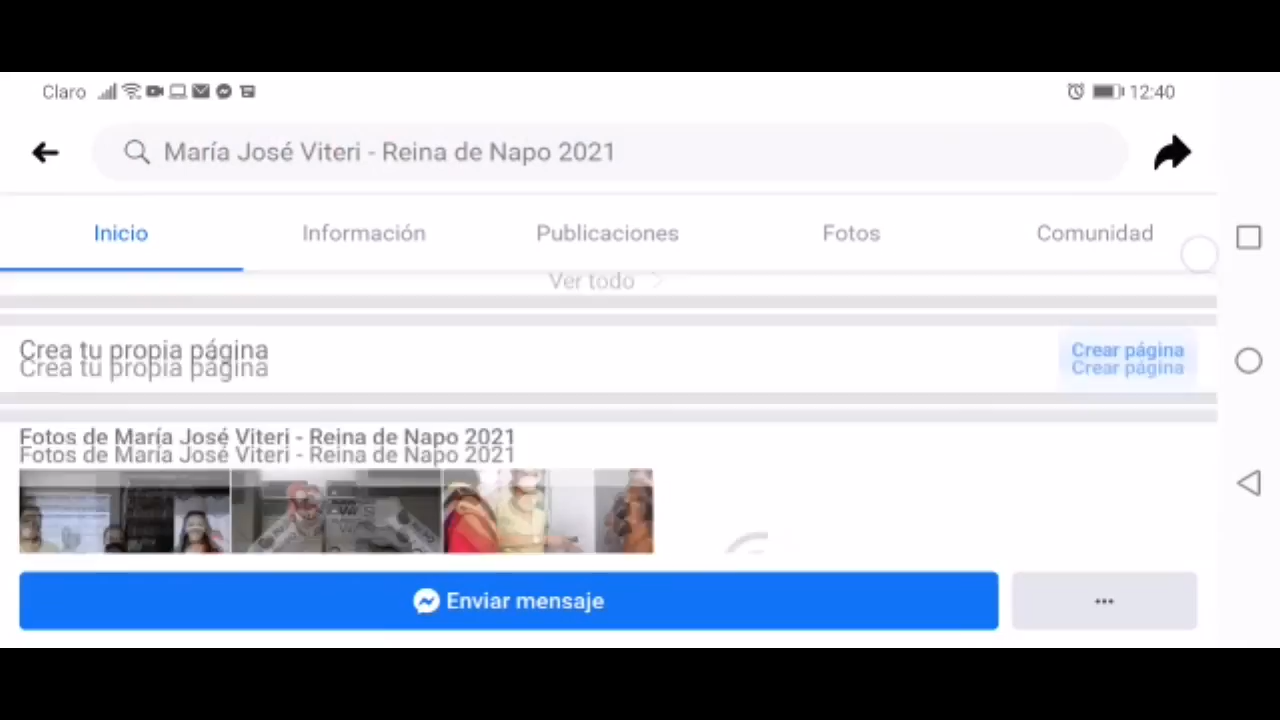 Claro 12:40
María José Viteri - Reina de Napo 2021
Inicio Información Publicaciones Fotos Comunidad
Ver todo
Crea tu propia página Crear página
Crea tu propia página Crear página
Fotos de María José Viteri - Reina de Napo 2021
Fotos de María José Viteri - Reina de Napo 2021
Enviar mensaje ...